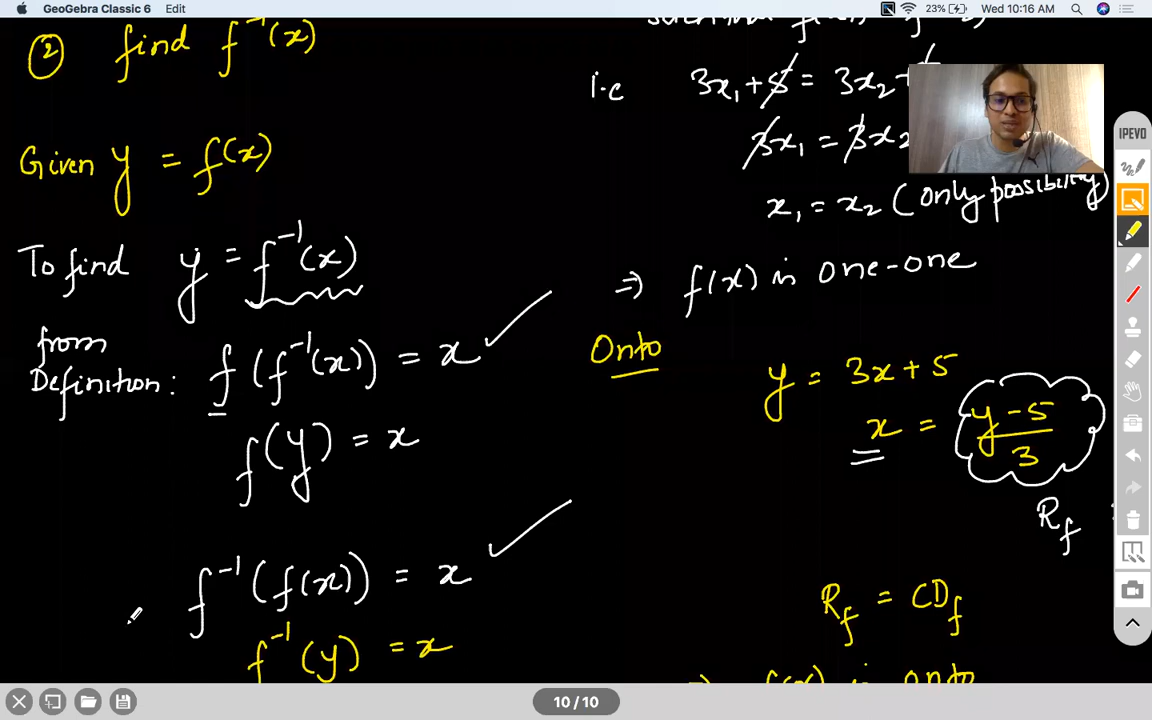 GeoGebra Classic 6 Edit 23% Wed 10:16 AM
② find f⁻¹(x)
Given y = f(x)
To find y = f⁻¹(x)
from
Definition: f(f⁻¹(x)) = x
f(y) = x
f⁻¹(f(x)) = x
f⁻¹(y) = x
i.e 3x₁ + 5 = 3x₂ +
3x₁ = 3x₂
x₁ = x₂ (only possibility)
⇒ f(x) is one-one
Onto
y = 3x + 5
x = y - 5 / 3
R_f :
R_f = CD_f
⇒ f(x) is onto
IPEVO
10 / 10